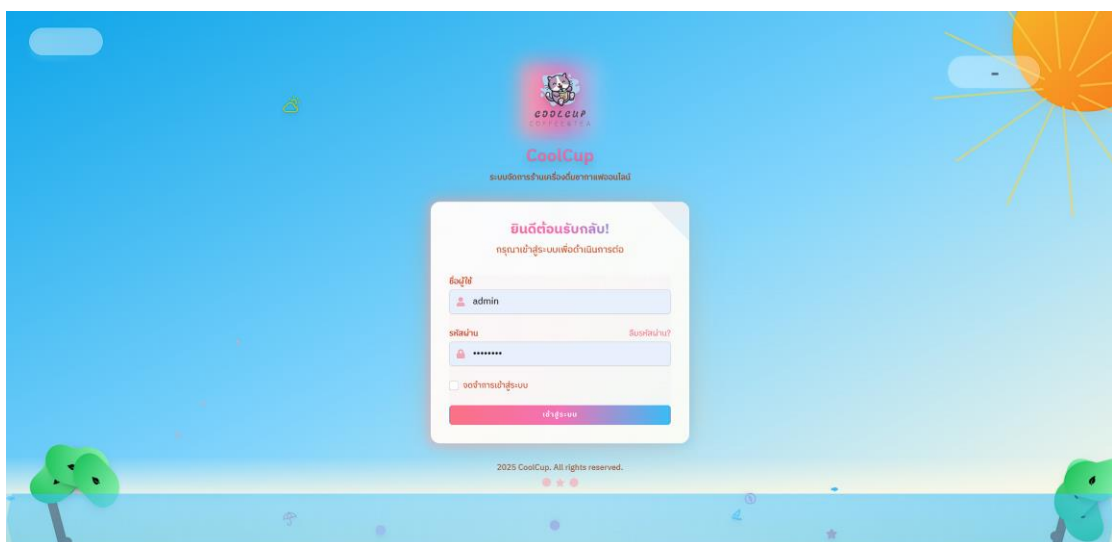 COOLCUP
COFFEE&TEA
CoolCup
ระบบจัดการร้านเครื่องดื่มชากาแฟออนไลน์
ยินดีต้อนรับกลับ!
กรุณาเข้าสู่ระบบเพื่อดำเนินการต่อ
ชื่อผู้ใช้
admin
รหัสผ่าน ลืมรหัสผ่าน?
••••••••
จดจำการเข้าสู่ระบบ
เข้าสู่ระบบ
2025 CoolCup. All rights reserved.